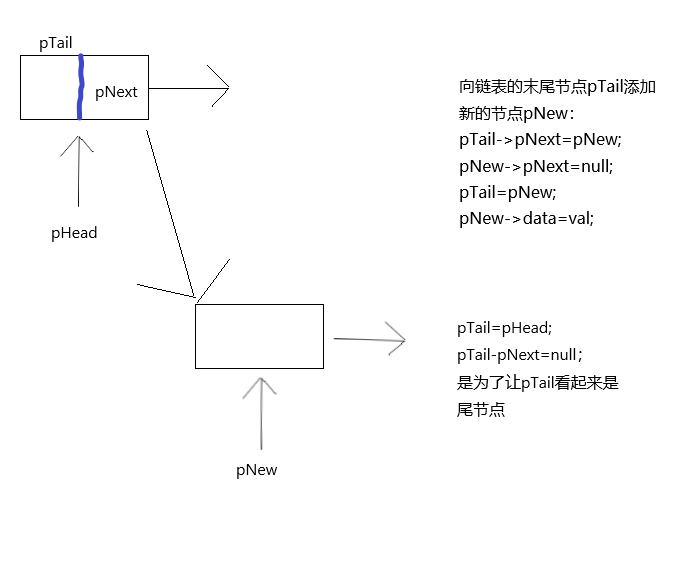 pTail
pNext
pHead
pNew
向链表的末尾节点pTail添加
新的节点pNew：
pTail->pNext=pNew;
pNew->pNext=null;
pTail=pNew;
pNew->data=val;
pTail=pHead;
pTail-pNext=null；
是为了让pTail看起来是
尾节点